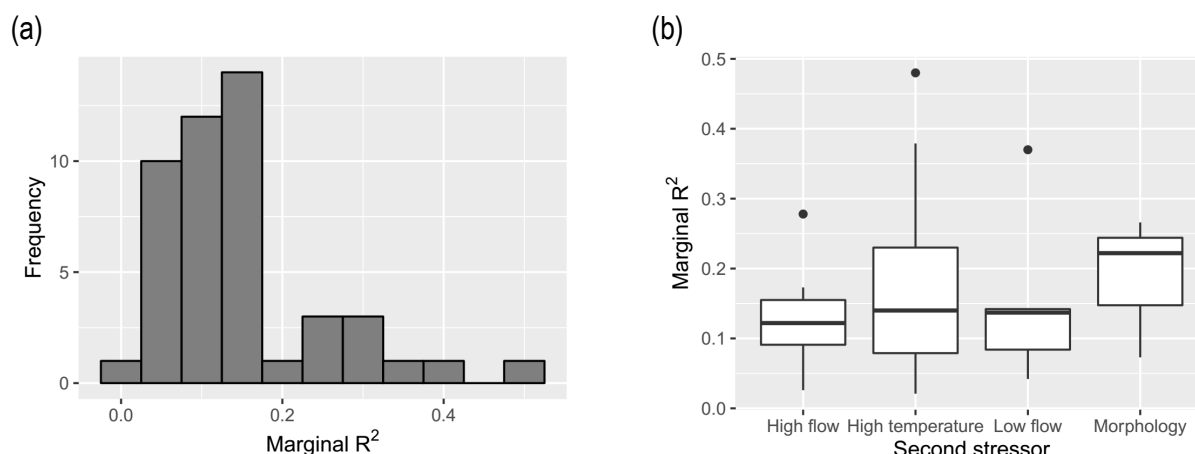 (a)
10
5
0
Frequency
0.0 0.2 0.4
Marginal R²
(b)
0.5
0.4
0.3
0.2
0.1
0.0
Marginal R²
High flow High temperature Low flow Morphology
Second stressor